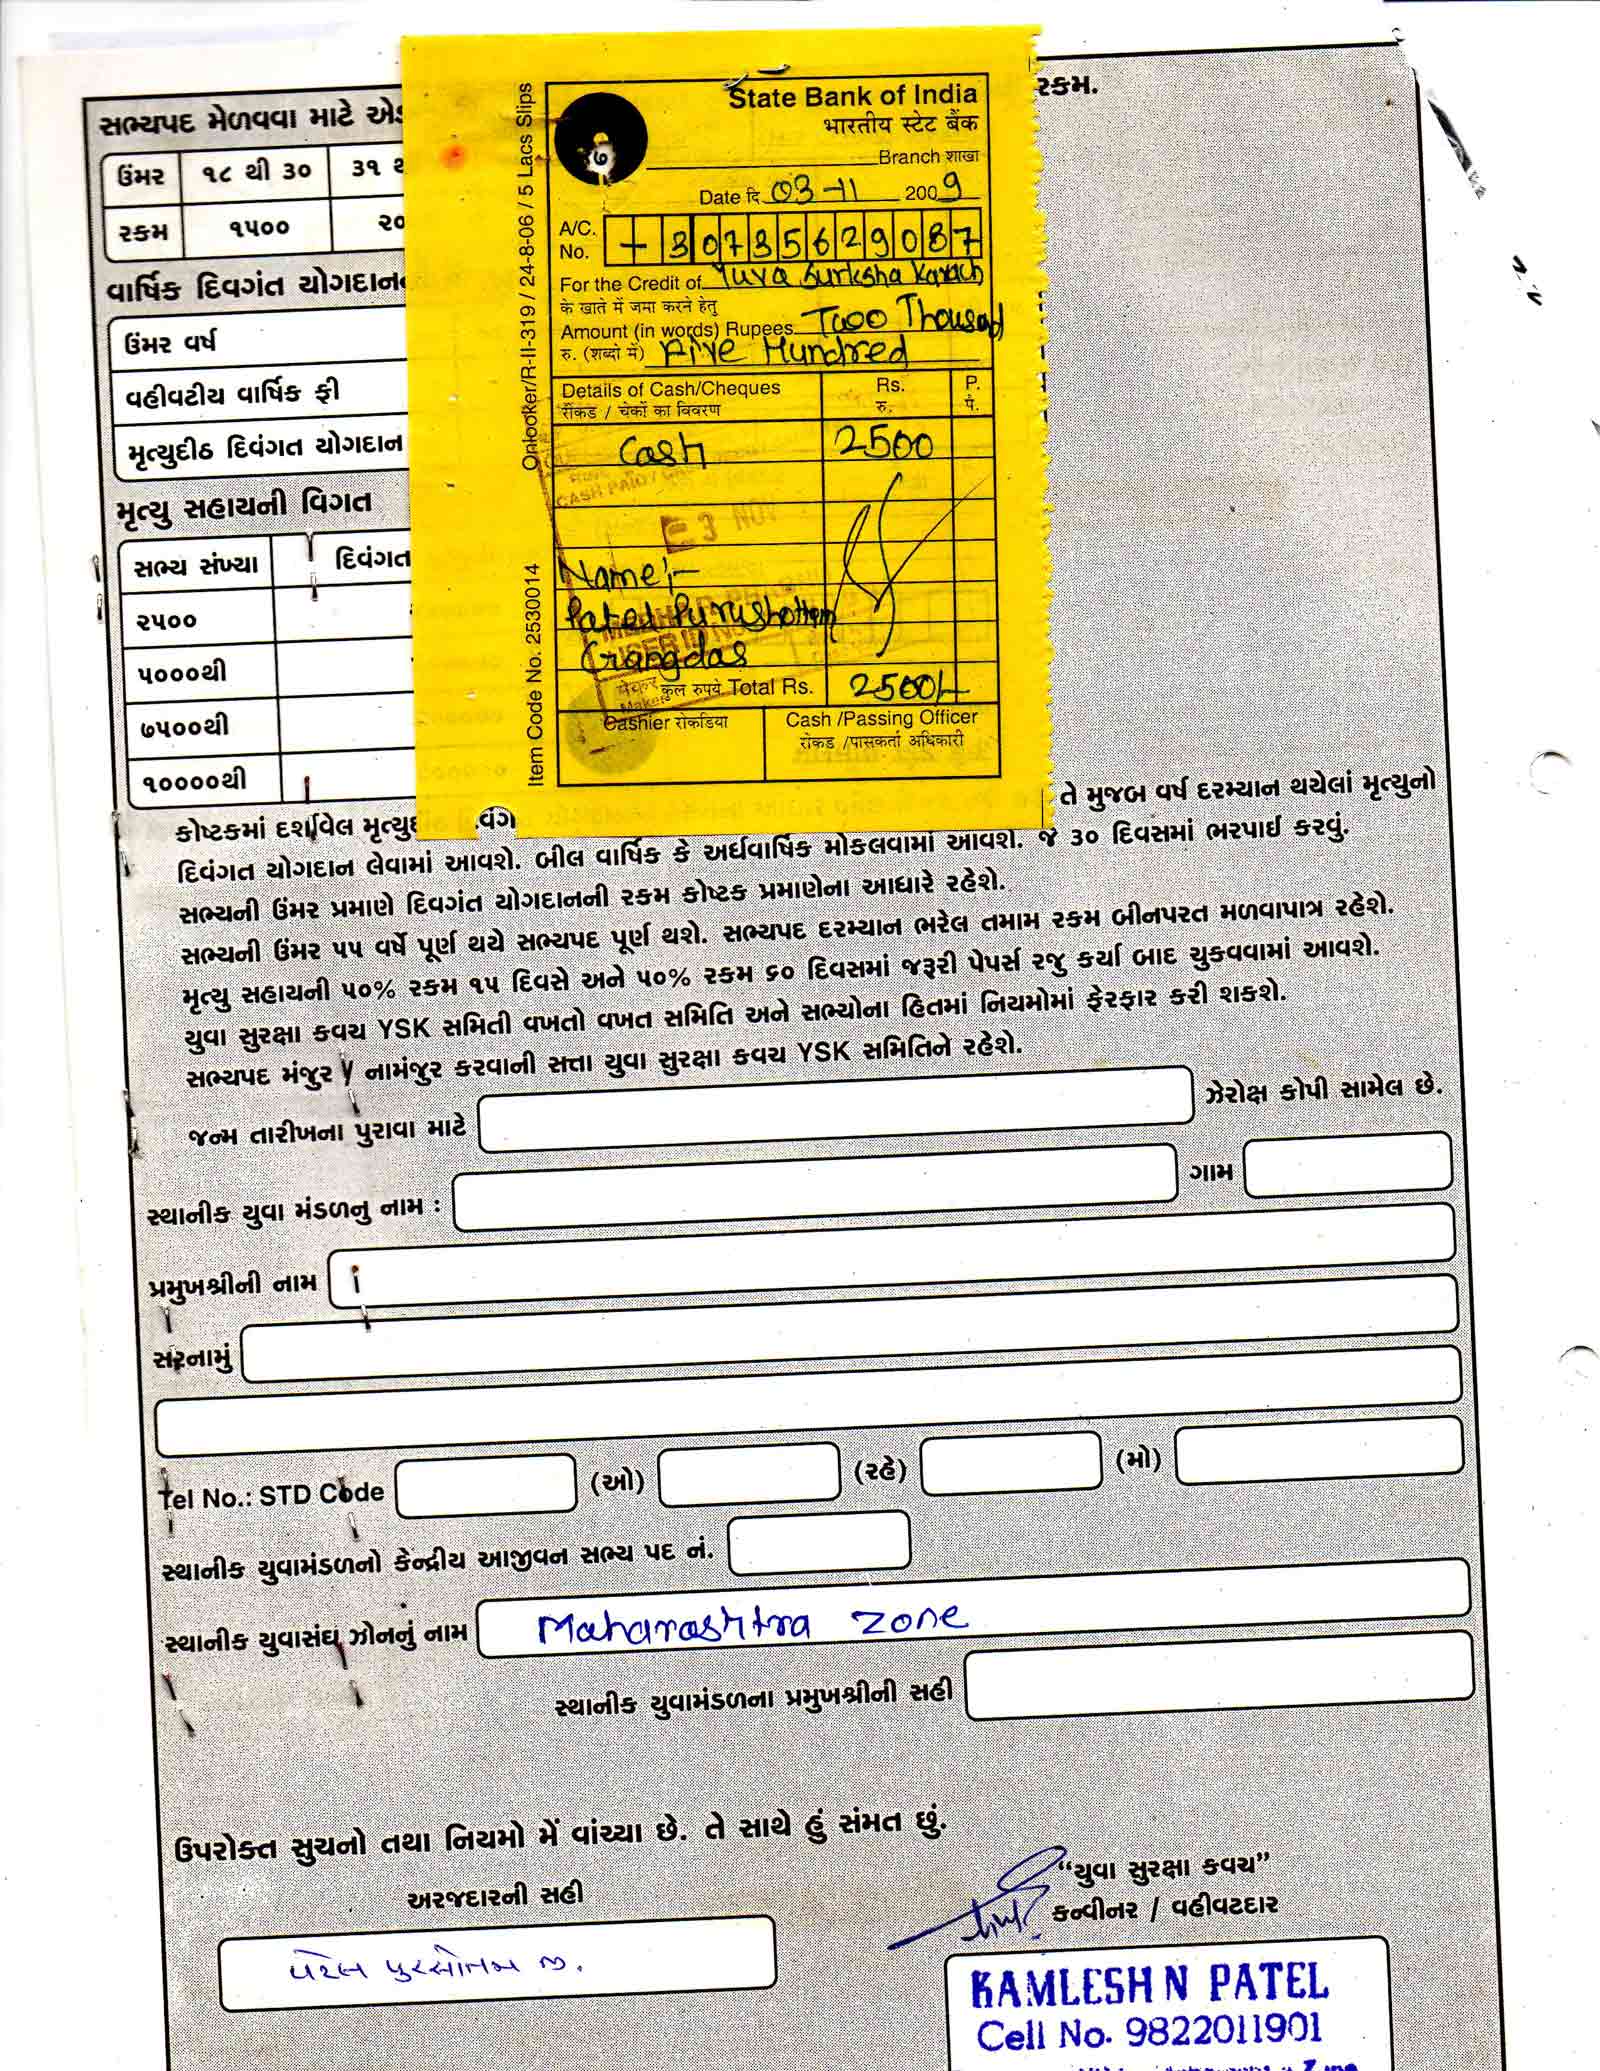 રકમ.
સભ્યપદ મેળવવા માટે
ઉંમર ૧૮ થી ૩૦ ૩૧
રકમ ૧૫૦૦ ૨૦
વાર્ષિક દિવગંત યોગદાન
ઉંમર વર્ષ
વહીવટીય વાર્ષિક ફી
મૃત્યુદીઠ દિવંગત યોગદાન
મૃત્યુ સહાયની વિગત
સભ્ય સંખ્યા દિવંગત
૨૫૦૦
૫૦૦૦થી
૭૫૦૦થી
૧૦૦૦૦થી
State Bank of India
भारतीय स्टेट बैंक
Branch शाखा
Date दि. 03-11 2009
A/C. No. 30735629087
For the Credit of Yuva Surksha Kavach
के खाते में जमा करने हेतु
Amount (in words) Rupees Two Thousand
रु. (शब्दो में) Five Hundred
Details of Cash/Cheques Rs. P.
रोकड / चेकों का विवरण रु. पै.
Cash 2500
3 NOV
Name:-
Patel Purushottam
Gangdas
कुल रुपये Total Rs. 2500/-
Cashier रोकडिया Cash /Passing Officer
रोकड /पासकर्ता अधिकारी
Item Code No. 2530014 Onlooker/R-II-319 / 24-8-06 / 5 Lacs Slips
તે મુજબ વર્ષ દરમ્યાન થયેલાં મૃત્યુનો
કોષ્ટકમાં દર્શાવેલ
દિવંગત યોગદાન લેવામાં આવશે. બીલ વાર્ષિક કે અર્ધવાર્ષિક મોકલવામાં આવશે. જે ૩૦ દિવસમાં ભરપાઈ કરવું.
સભ્યની ઉંમર પ્રમાણે દિવગંત યોગદાનની રકમ કોષ્ટક પ્રમાણેના આધારે રહેશે.
સભ્યની ઉંમર ૫૫ વર્ષે પૂર્ણ થયે સભ્યપદ પૂર્ણ થશે. સભ્યપદ દરમ્યાન ભરેલ તમામ રકમ બીનપરત મળવાપાત્ર રહેશે.
મૃત્યુ સહાયની ૫૦% રકમ ૧૫ દિવસે અને ૫૦% રકમ ૬૦ દિવસમાં જરૂરી પેપર્સ રજુ કર્યા બાદ ચુકવવામાં આવશે.
યુવા સુરક્ષા કવચ YSK સમિતી વખતો વખત સમિતિ અને સભ્યોના હિતમાં નિયમોમાં ફેરફાર કરી શકશે.
સભ્યપદ મંજુર / નામંજુર કરવાની સત્તા યુવા સુરક્ષા કવચ YSK સમિતિને રહેશે.
જન્મ તારીખના પુરાવા માટે ઝેરોક્ષ કોપી સામેલ છે.
સ્થાનીક યુવા મંડળનુ નામ : ગામ
પ્રમુખશ્રીની નામ
સરનામું
Tel No.: STD Code (ઓ) (રહે) (મો)
સ્થાનીક યુવામંડળનો કેન્દ્રીય આજીવન સભ્ય પદ નં.
સ્થાનીક યુવાસંઘ ઝોનનું નામ Maharashtra Zone
સ્થાનીક યુવામંડળના પ્રમુખશ્રીની સહી
ઉપરોક્ત સુચનો તથા નિયમો મેં વાંચ્યા છે. તે સાથે હું સંમત છું.
અરજદારની સહી
પટેલ પુરસોતમ જી.
“યુવા સુરક્ષા કવચ”
કન્વીનર / વહીવટદાર
KAMLESH N PATEL
Cell No. 9822011901